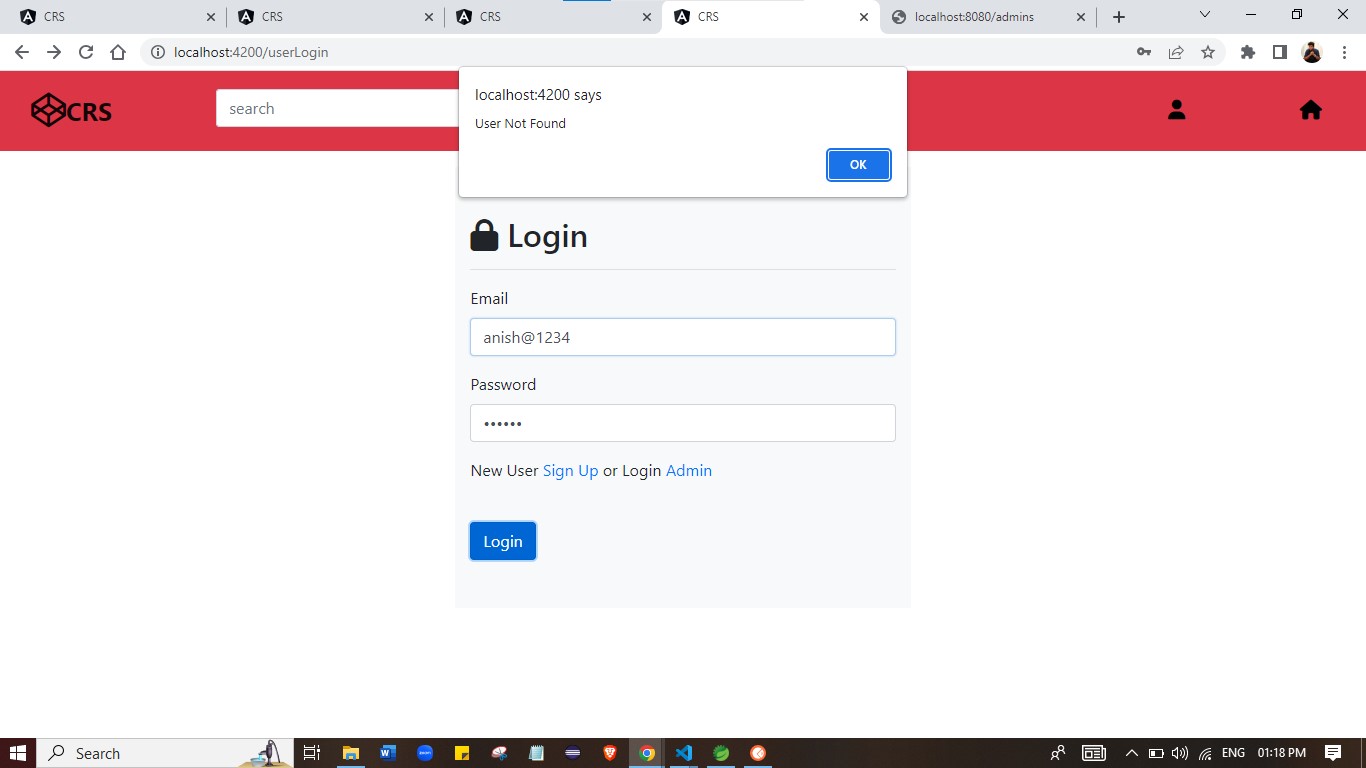 CRS
CRS
CRS
CRS
localhost:8080/admins
localhost:4200/userLogin
CRS
search
localhost:4200 says
User Not Found
OK
Login
Email
anish@1234
Password
••••••
New User Sign Up or Login Admin
Login
Search
zoom
ENG
01:18 PM